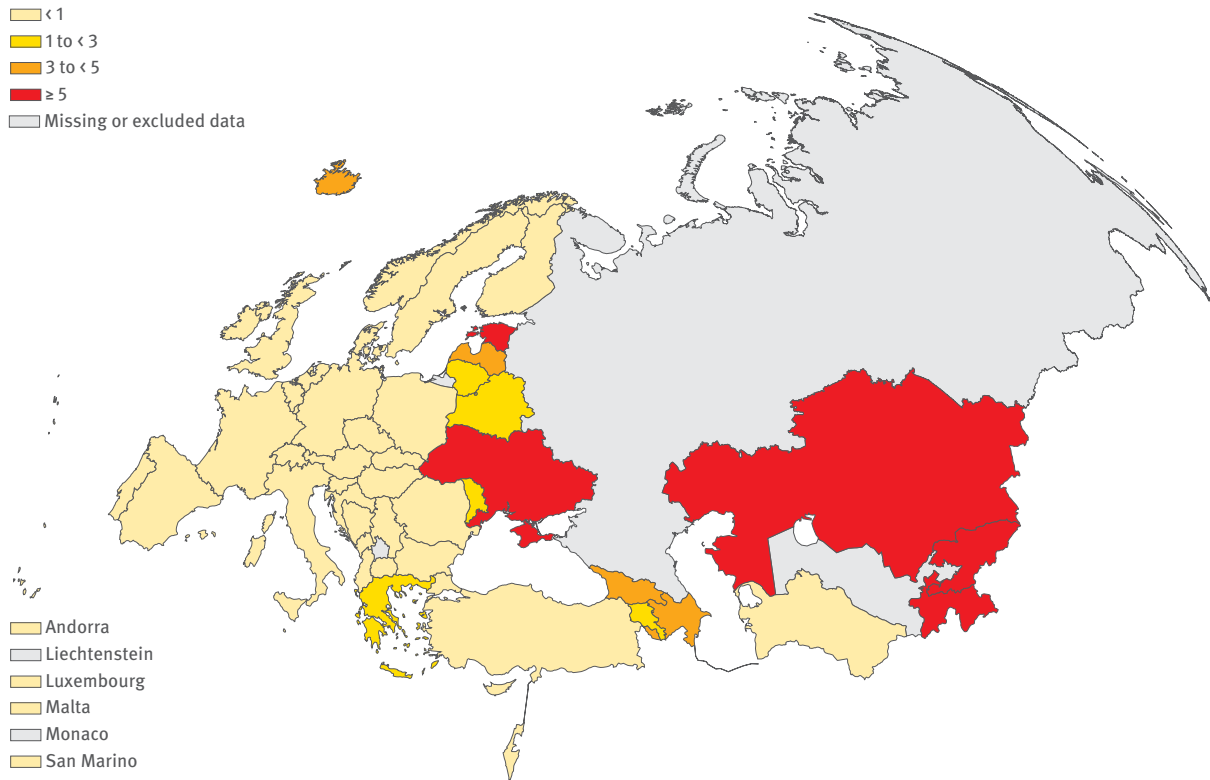 < 1
1 to < 3
3 to < 5
≥ 5
Missing or excluded data
Andorra
Liechtenstein
Luxembourg
Malta
Monaco
San Marino